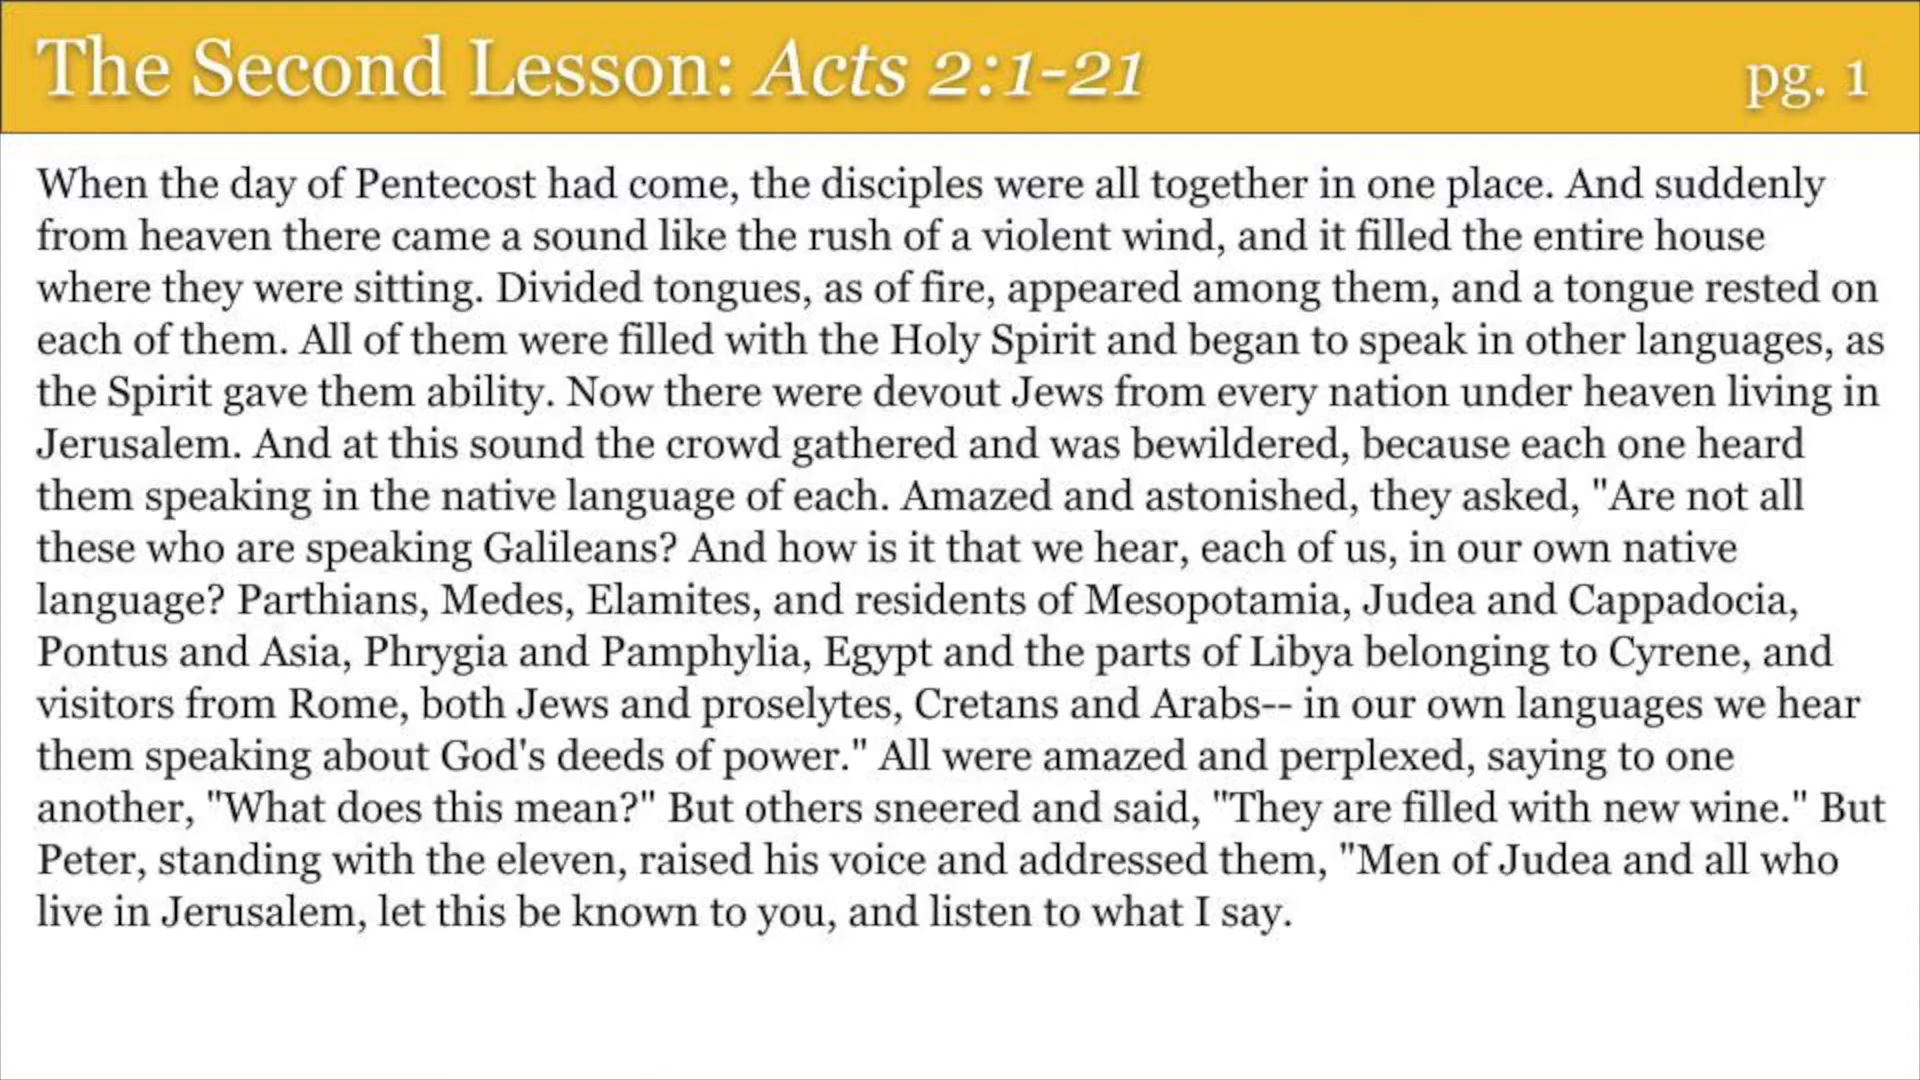 The Second Lesson: Acts 2:1-21
pg. 1
When the day of Pentecost had come, the disciples were all together in one place. And suddenly
from heaven there came a sound like the rush of a violent wind, and it filled the entire house
where they were sitting. Divided tongues, as of fire, appeared among them, and a tongue rested on
each of them. All of them were filled with the Holy Spirit and began to speak in other languages, as
the Spirit gave them ability. Now there were devout Jews from every nation under heaven living in
Jerusalem. And at this sound the crowd gathered and was bewildered, because each one heard
them speaking in the native language of each. Amazed and astonished, they asked, "Are not all
these who are speaking Galileans? And how is it that we hear, each of us, in our own native
language? Parthians, Medes, Elamites, and residents of Mesopotamia, Judea and Cappadocia,
Pontus and Asia, Phrygia and Pamphylia, Egypt and the parts of Libya belonging to Cyrene, and
visitors from Rome, both Jews and proselytes, Cretans and Arabs-- in our own languages we hear
them speaking about God's deeds of power." All were amazed and perplexed, saying to one
another, "What does this mean?" But others sneered and said, "They are filled with new wine." But
Peter, standing with the eleven, raised his voice and addressed them, "Men of Judea and all who
live in Jerusalem, let this be known to you, and listen to what I say.